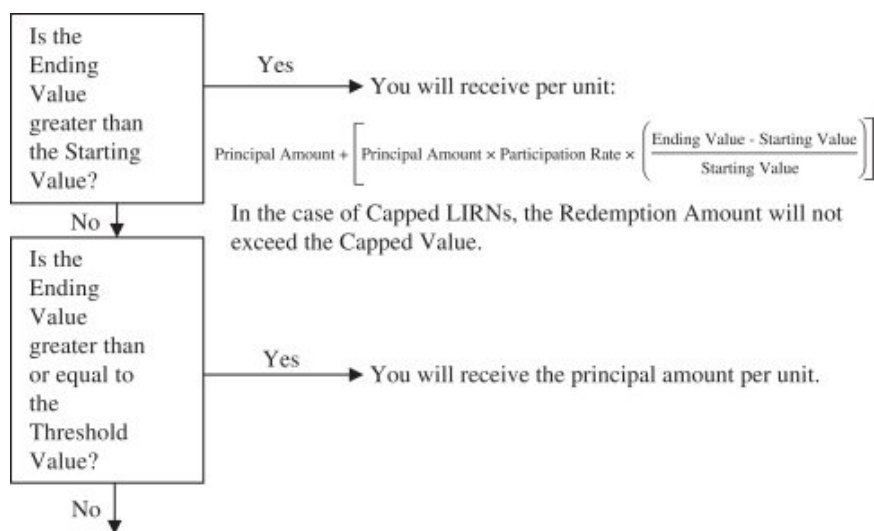 Is the
Ending
Value
greater than
the Starting
Value?
Yes
You will receive per unit:
Principal Amount + [Principal Amount × Participation Rate × (Ending Value - Starting Value
Starting Value)]
In the case of Capped LIRNs, the Redemption Amount will not
exceed the Capped Value.
No
Is the
Ending
Value
greater than
or equal to
the
Threshold
Value?
Yes
You will receive the principal amount per unit.
No